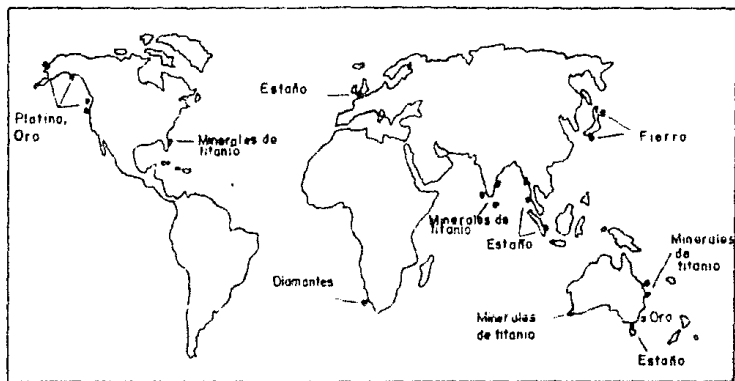 Estaño
Platino,
Oro
Minerales de
titanio
Fierro
Minerales de
titanio
Estaño
Minerales
de
titanio
Diamantes
Minerales
de titanio
Oro
Estaño